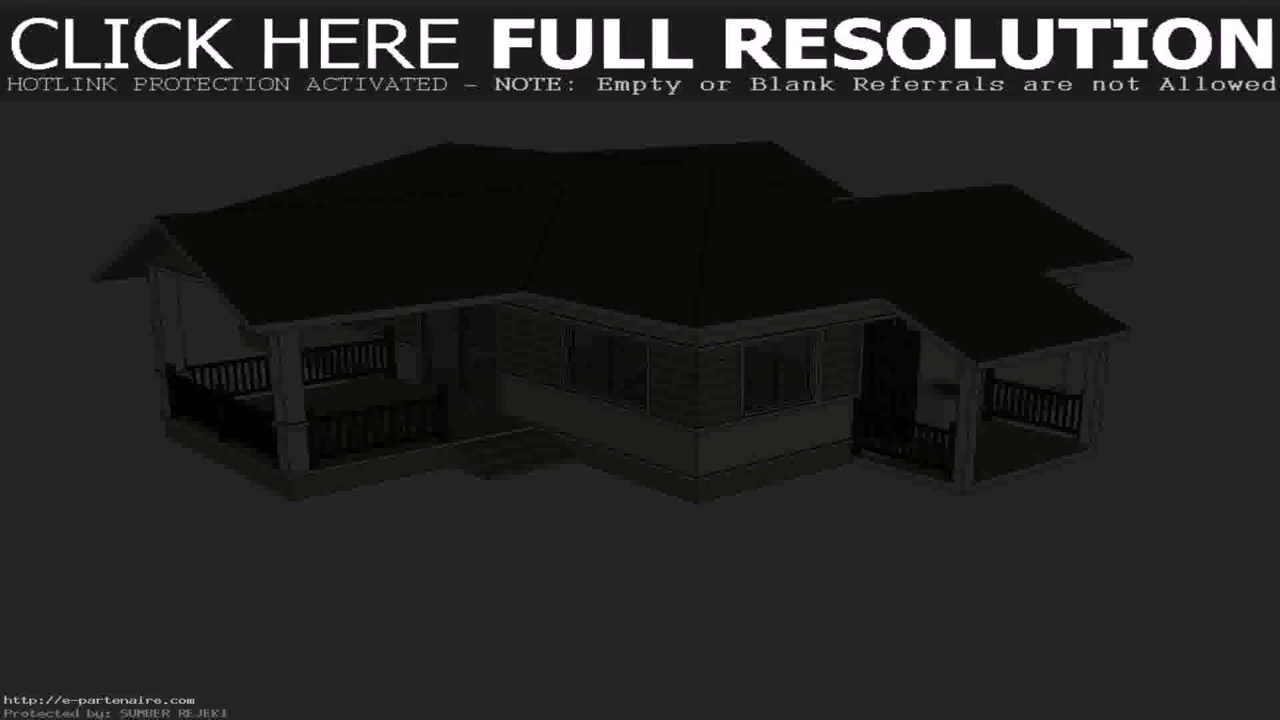 CLICK HERE FULL RESOLUTION
HOTLINK PROTECTION ACTIVATED - NOTE: Empty or Blank Referrals are not Allowed
http://e-partenaire.com
Protected by: SUMBER REJEKI